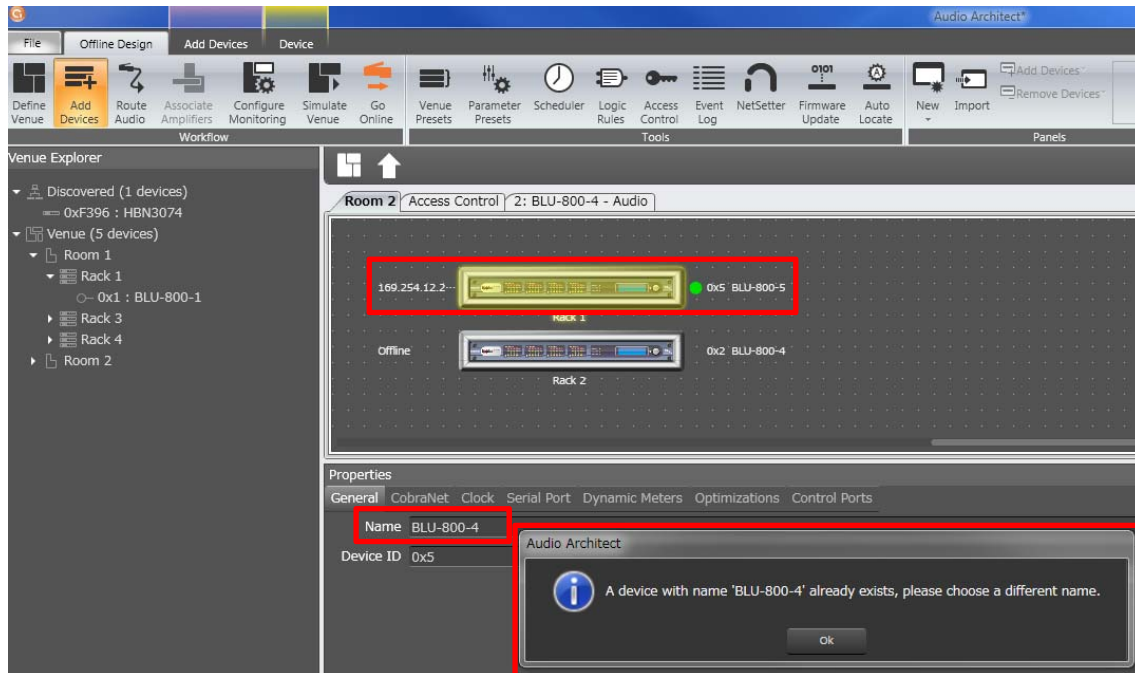 Audio Architect*
File Offline Design Add Devices Device
Define Venue
Add Devices
Route Audio
Associate Amplifiers
Configure Monitoring
Simulate Venue
Go Online
Venue Presets
Parameter Presets
Scheduler
Logic Rules
Access Control
Event Log
NetSetter
0101
Firmware Update
Auto Locate
New
Import
Add Devices
Remove Devices
Workflow
Tools
Panels
Venue Explorer
Discovered (1 devices)
0xF396 : HBN3074
Venue (5 devices)
Room 1
Rack 1
0x1 : BLU-800-1
Rack 3
Rack 4
Room 2
Room 2 Access Control 2: BLU-800-4 - Audio
169.254.12.2··· 0x5 BLU-800-5
Rack 1
Offline 0x2 BLU-800-4
Rack 2
Properties
General CobraNet Clock Serial Port Dynamic Meters Optimizations Control Ports
Name BLU-800-4
Device ID 0x5
Audio Architect
A device with name 'BLU-800-4' already exists, please choose a different name.
Ok